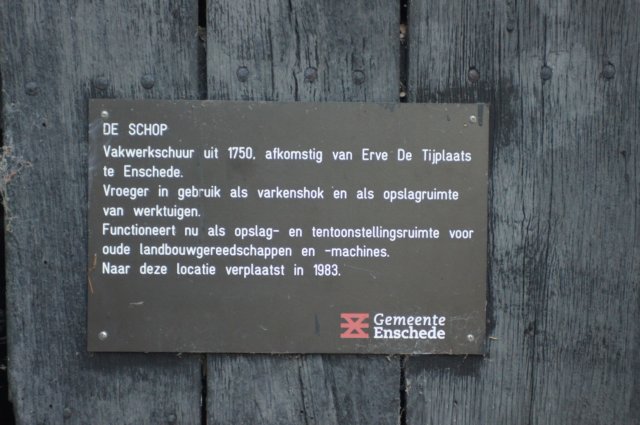 DE SCHOP
Vakwerkschuur uit 1750, afkomstig van Erve De Tijplaats
te Enschede.
Vroeger in gebruik als varkenshok en als opslagruimte
van werktuigen.
Functioneert nu als opslag- en tentoonstellingsruimte voor
oude landbouwgereedschappen en -machines.
Naar deze locatie verplaatst in 1983.
Gemeente
Enschede